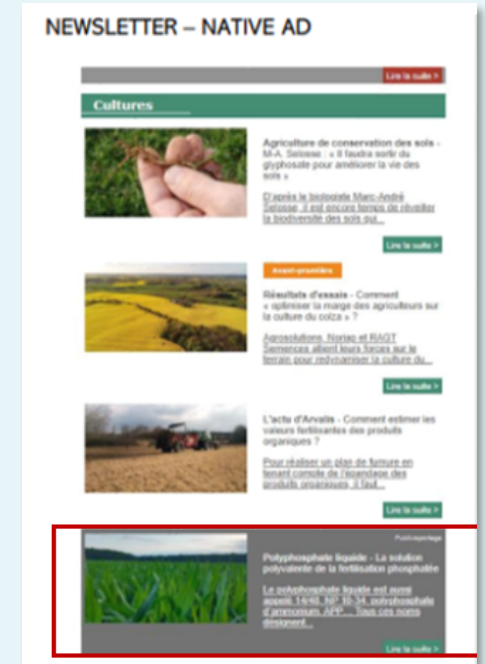 NEWSLETTER – NATIVE AD
Lire la suite >
Cultures
Agriculture de conservation des sols -
M-A. Selosse : « Il faudra sortir du
glyphosate pour améliorer la vie des
sols »
D'après le biologiste Marc-André
Selosse, il est encore temps de réveiller
la biodiversité des sols qui...
Lire la suite >
Avant-première
Résultats d'essais - Comment
« optimiser la marge des agriculteurs sur
la culture du colza » ?
Agrosolutions, Noriap et RAGT
Semences allient leurs forces sur le
terrain pour redynamiser la culture du...
Lire la suite >
L'actu d'Arvalis - Comment estimer les
valeurs fertilisantes des produits
organiques ?
Pour réaliser un plan de fumure en
tenant compte de l'épandage des
produits organiques, il faut...
Lire la suite >
Publireportage
Polyphosphate liquide - La solution
polyvalente de la fertilisation phosphatée
Le polyphosphate liquide est aussi
appelé 14/48, NP 10-34, polyphosphate
d'ammonium, APP... Tous ces noms
désignent...
Lire la suite >